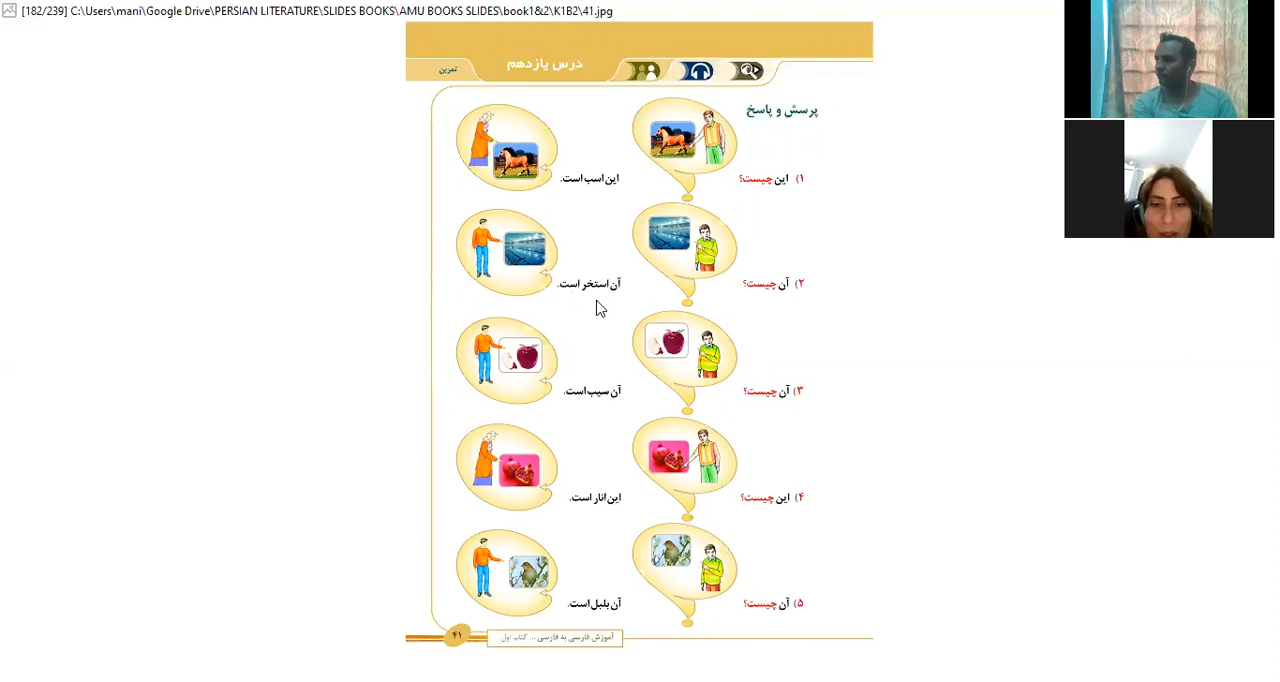 [182/239] C:\Users\mani\Google Drive\PERSIAN LITERATURE\SLIDES BOOKS\AMU BOOKS SLIDES\book1&2\K1B2\41.jpg
درس یازدهم
تمرین
پرسش و پاسخ
۱) این چیست؟
این اسب است.
۲) آن چیست؟
آن استخر است.
۳) آن چیست؟
آن سیب است.
۴) این چیست؟
این انار است.
۵) آن چیست؟
آن بلبل است.
آموزش فارسی به فارسی ... کتاب اول
۴۱